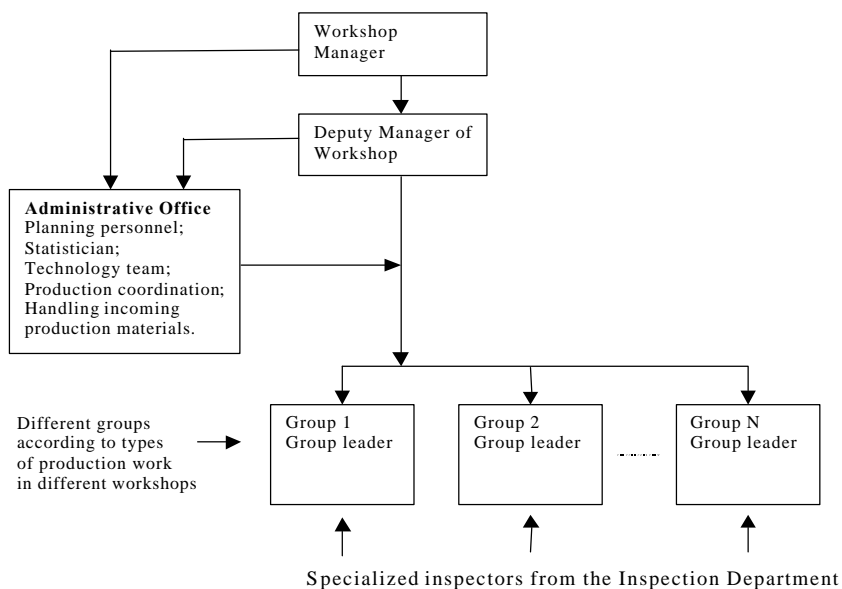 Workshop
Manager
Deputy Manager of
Workshop
Administrative Office
Planning personnel;
Statistician;
Technology team;
Production coordination;
Handling incoming
production materials.
Different groups
according to types
of production work
in different workshops
Group 1
Group leader
Group 2
Group leader
Group N
Group leader
Specialized inspectors from the Inspection Department